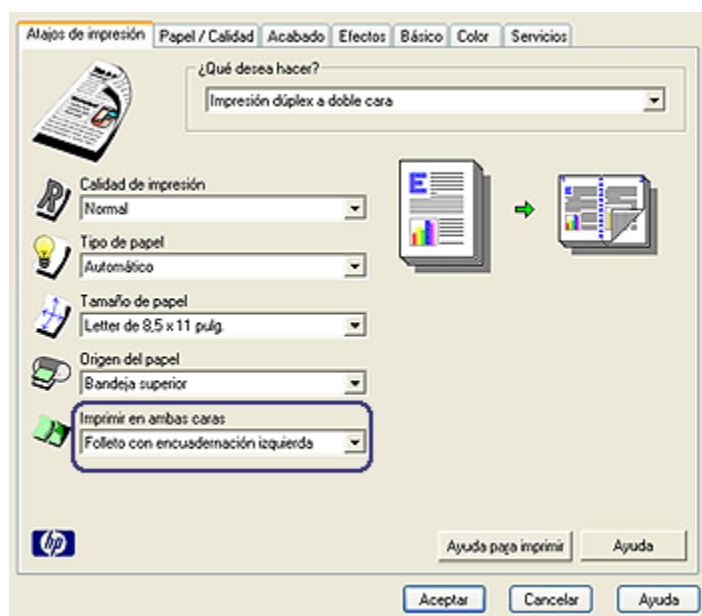 Atajos de impresión Papel / Calidad Acabado Efectos Básico Color Servicios
¿Qué desea hacer?
Impresión dúplex a doble cara
Calidad de impresión
Normal
Tipo de papel
Automático
Tamaño de papel
Letter de 8,5 x 11 pulg.
Origen del papel
Bandeja superior
Imprimir en ambas caras
Folleto con encuadernación izquierda
hp
Ayuda para imprimir Ayuda
Aceptar Cancelar Ayuda